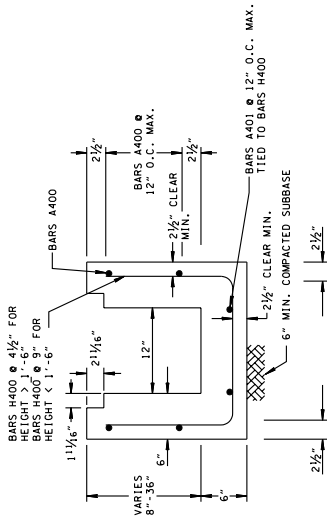 BARS H400 @ 4½" FOR
HEIGHT > 1'-6"
BARS H400 @ 9" FOR
HEIGHT < 1'-6"
BARS A400
2½"
BARS A400 @
12" O.C. MAX.
2½"
1 11/16"
2 11/16"
12"
2½" CLEAR
MIN.
6"
VARIES
8"-36"
6"
BARS A401 @ 12" O.C. MAX.
TIED TO BARS H400
2½" CLEAR MIN.
6" MIN. COMPACTED SUBBASE
2½"
2½"